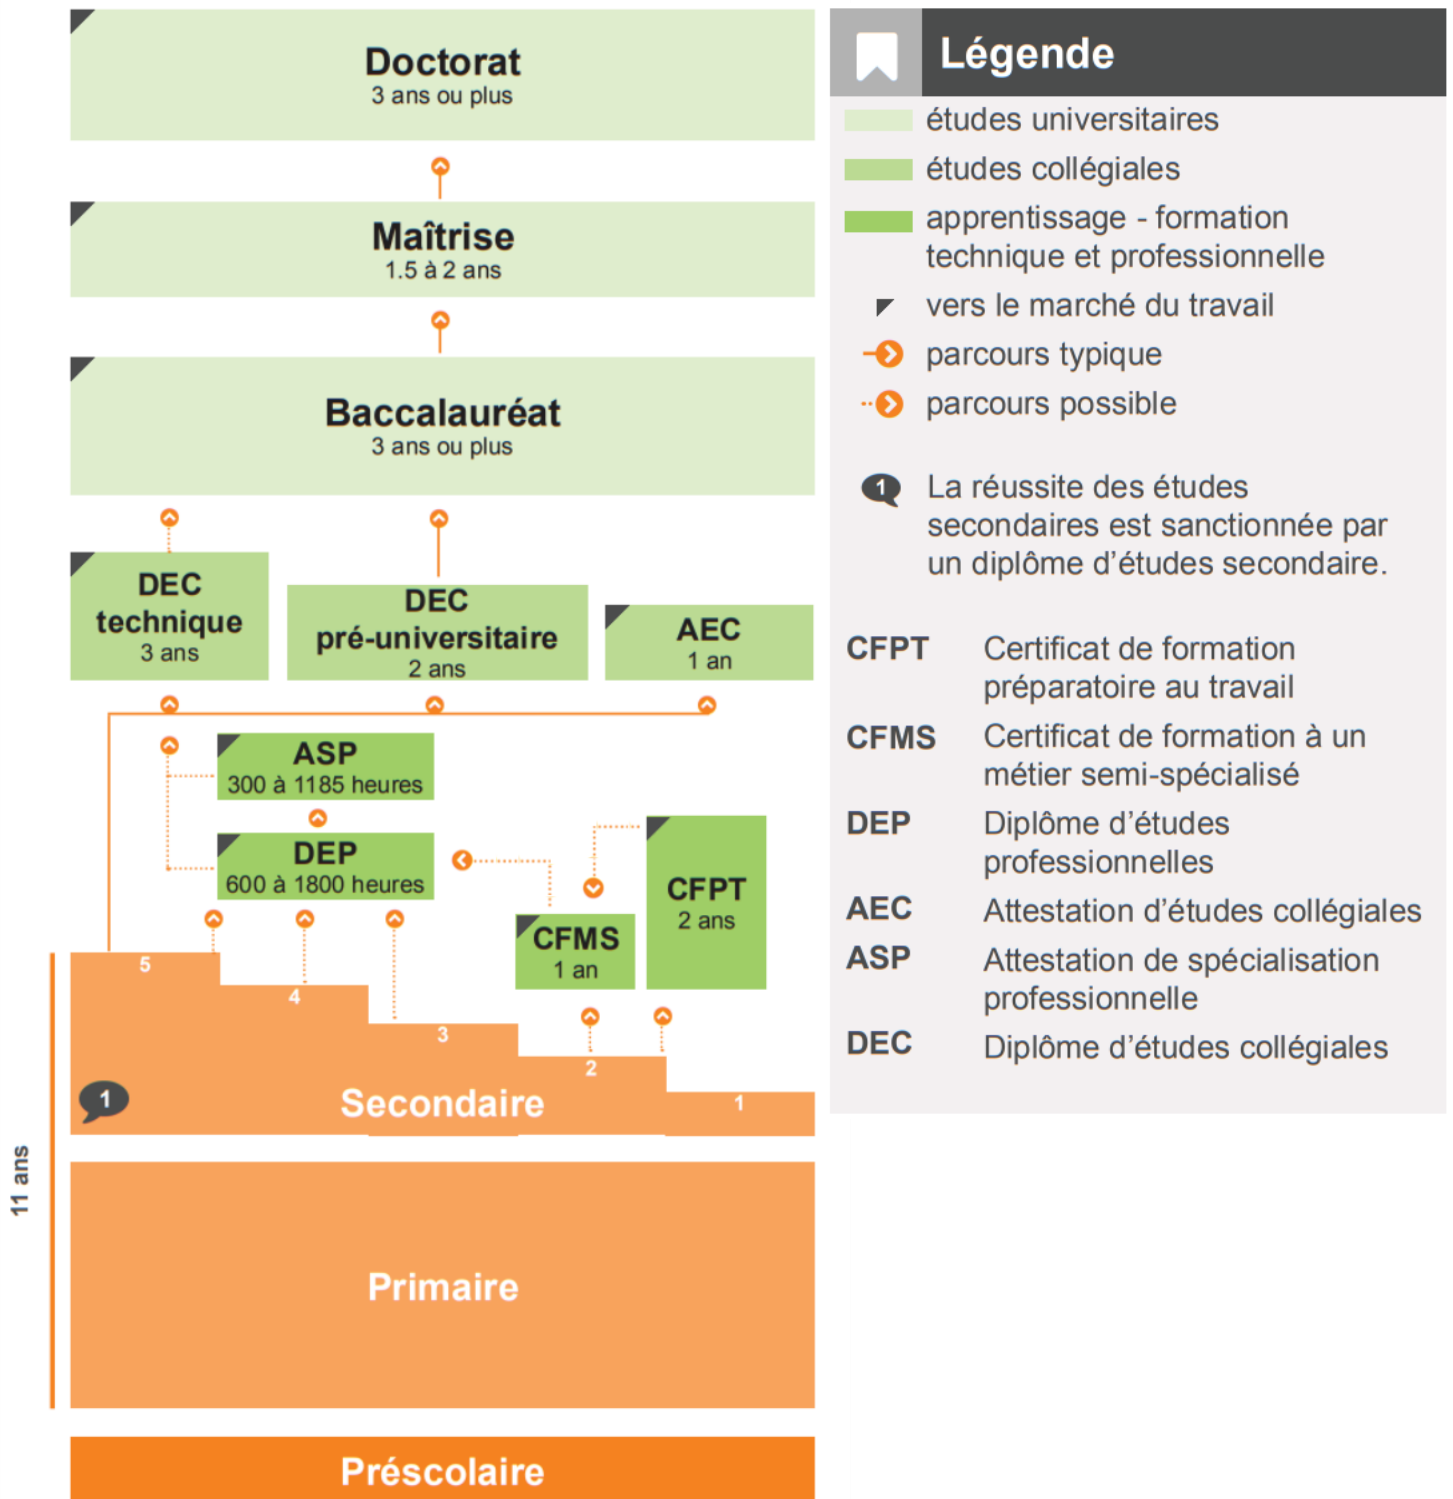 Doctorat
3 ans ou plus
Maîtrise
1.5 à 2 ans
Baccalauréat
3 ans ou plus
DEC
technique
3 ans
DEC
pré-universitaire
2 ans
AEC
1 an
ASP
300 à 1185 heures
DEP
600 à 1800 heures
CFMS
1 an
CFPT
2 ans
5
4
3
2
1
1
Secondaire
11 ans
Primaire
Préscolaire
Légende
études universitaires
études collégiales
apprentissage - formation
technique et professionnelle
vers le marché du travail
parcours typique
parcours possible
1 La réussite des études
secondaires est sanctionnée par
un diplôme d'études secondaire.
CFPT Certificat de formation
préparatoire au travail
CFMS Certificat de formation à un
métier semi-spécialisé
DEP Diplôme d'études
professionnelles
AEC Attestation d'études collégiales
ASP Attestation de spécialisation
professionnelle
DEC Diplôme d'études collégiales